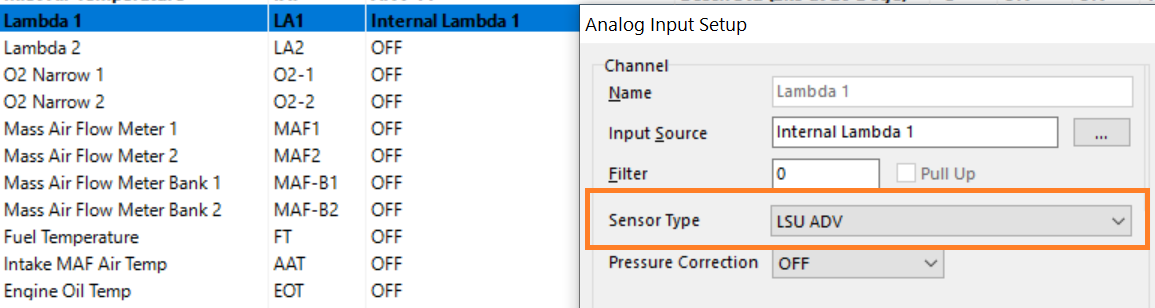 Lambda 1 LA1 Internal Lambda 1
Lambda 2 LA2 OFF
O2 Narrow 1 O2-1 OFF
O2 Narrow 2 O2-2 OFF
Mass Air Flow Meter 1 MAF1 OFF
Mass Air Flow Meter 2 MAF2 OFF
Mass Air Flow Meter Bank 1 MAF-B1 OFF
Mass Air Flow Meter Bank 2 MAF-B2 OFF
Fuel Temperature FT OFF
Intake MAF Air Temp AAT OFF
Engine Oil Temp EOT OFF
Analog Input Setup
Channel
Name Lambda 1
Input Source Internal Lambda 1 ...
Filter 0 Pull Up
Sensor Type LSU ADV
Pressure Correction OFF